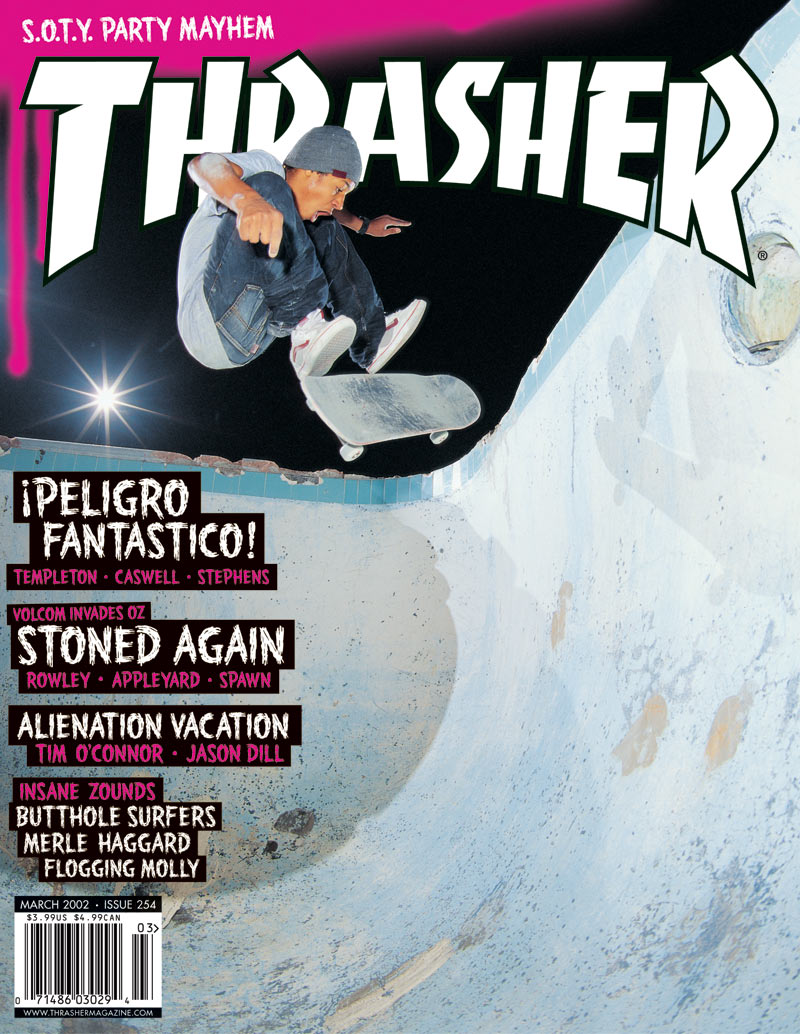 S.O.T.Y. PARTY MAYHEM
THRASHER
®
¡PELIGRO
FANTASTICO!
TEMPLETON · CASWELL · STEPHENS
VOLCOM INVADES OZ
STONED AGAIN
ROWLEY · APPLEYARD · SPAWN
ALIENATION VACATION
TIM O'CONNOR · JASON DILL
INSANE ZOUNDS
BUTTHOLE SURFERS
MERLE HAGGARD
FLOGGING MOLLY
MARCH 2002 · ISSUE 254
$3.99US $4.99CAN
03>
0 71486 03029 4
WWW.THRASHERMAGAZINE.COM